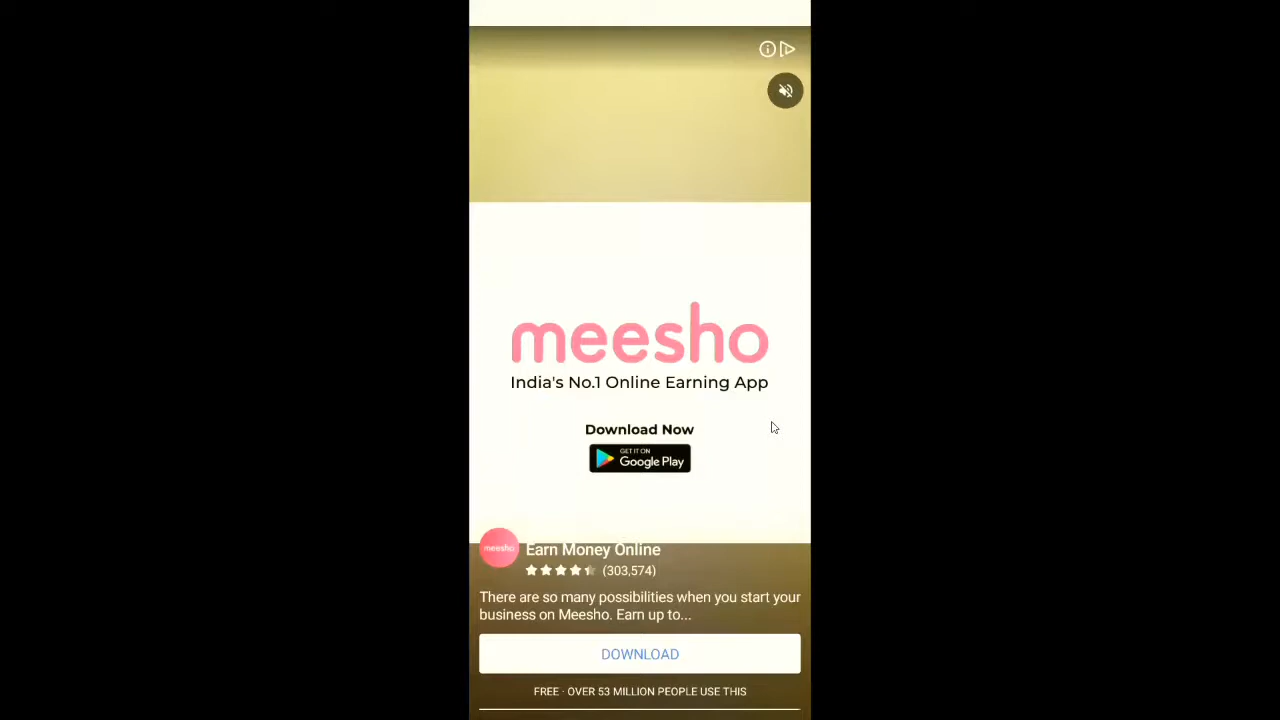 meesho
India's No.1 Online Earning App
Download Now
GET IT ON
Google Play
meesho
Earn Money Online
(303,574)
There are so many possibilities when you start your
business on Meesho. Earn up to...
DOWNLOAD
FREE · OVER 53 MILLION PEOPLE USE THIS